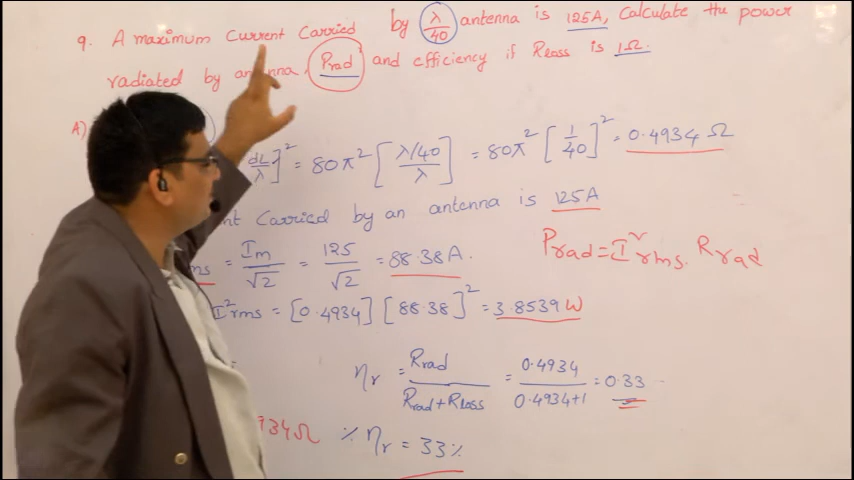 9. A maximum current carried by λ/40 antenna is 125A, Calculate the power
radiated by antenna Prad and efficiency if Rloss is 1Ω.
A)
dL/λ]² = 80π² [λ/40 / λ] = 80π² [1/40]² = 0.4934 Ω
nt Carried by an antenna is 125A
ms = Im/√2 = 125/√2 = 88.38A.
Prad = I²rms. Rrad
I²rms = [0.4934] [88.38]² = 3.8539 W
ηr = Rrad / Rrad + Rloss = 0.4934 / 0.4934+1 = 0.33
934Ω % ηr = 33%